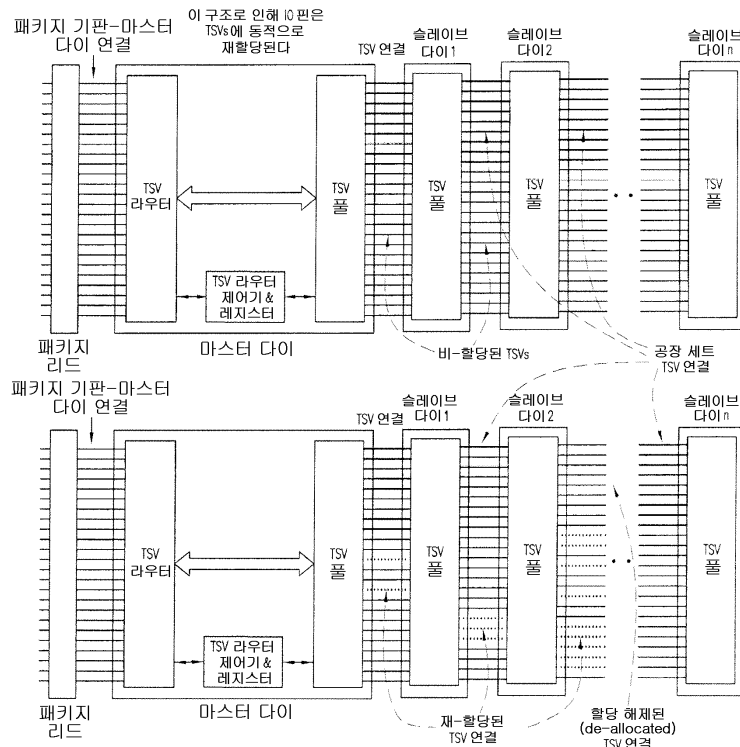 이 구조로 인해 IO 핀은
TSVs에 동적으로
재할당된다
패키지 기판-마스터
다이 연결
TSV 연결
슬레이브
다이1
슬레이브
다이2
슬레이브
다이n
TSV
라우터
TSV
풀
TSV
풀
TSV
풀
TSV
풀
TSV 라우터
제어기&
레지스터
패키지
리드
마스터 다이
비-할당된 TSVs
공장 세트
TSV 연결
패키지 기판-마스터
다이 연결
TSV 연결
슬레이브
다이1
슬레이브
다이2
슬레이브
다이n
TSV
라우터
TSV
풀
TSV
풀
TSV
풀
TSV
풀
TSV 라우터
제어기&
레지스터
패키지
리드
마스터 다이
재-할당된
TSV 연결
할당 해제된
(de-allocated)
TSV 연결